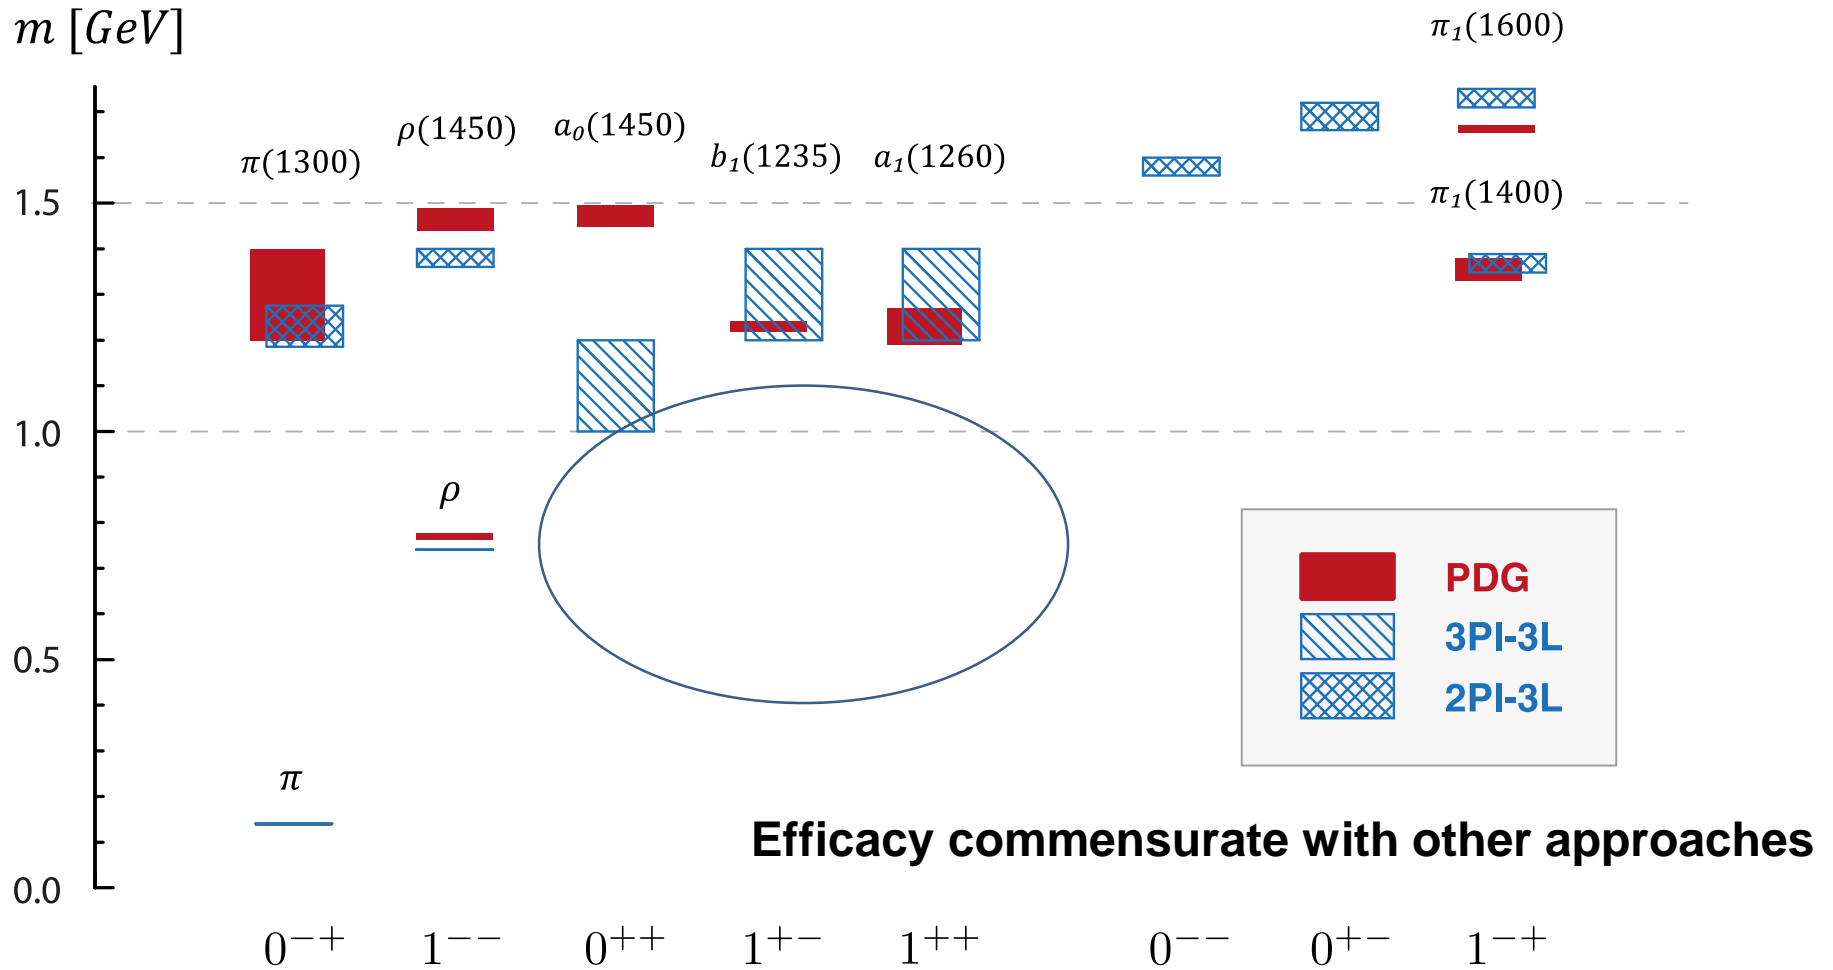 m [GeV]
π₁(1600)
ρ(1450)
a₀(1450)
π(1300)
b₁(1235)
a₁(1260)
1.5
π₁(1400)
1.0
ρ
PDG
3PI-3L
0.5
2PI-3L
π
Efficacy commensurate with other approaches
0.0
0⁻⁺ 1⁻⁻ 0⁺⁺ 1⁺⁻ 1⁺⁺ 0⁻⁻ 0⁺⁻ 1⁻⁺